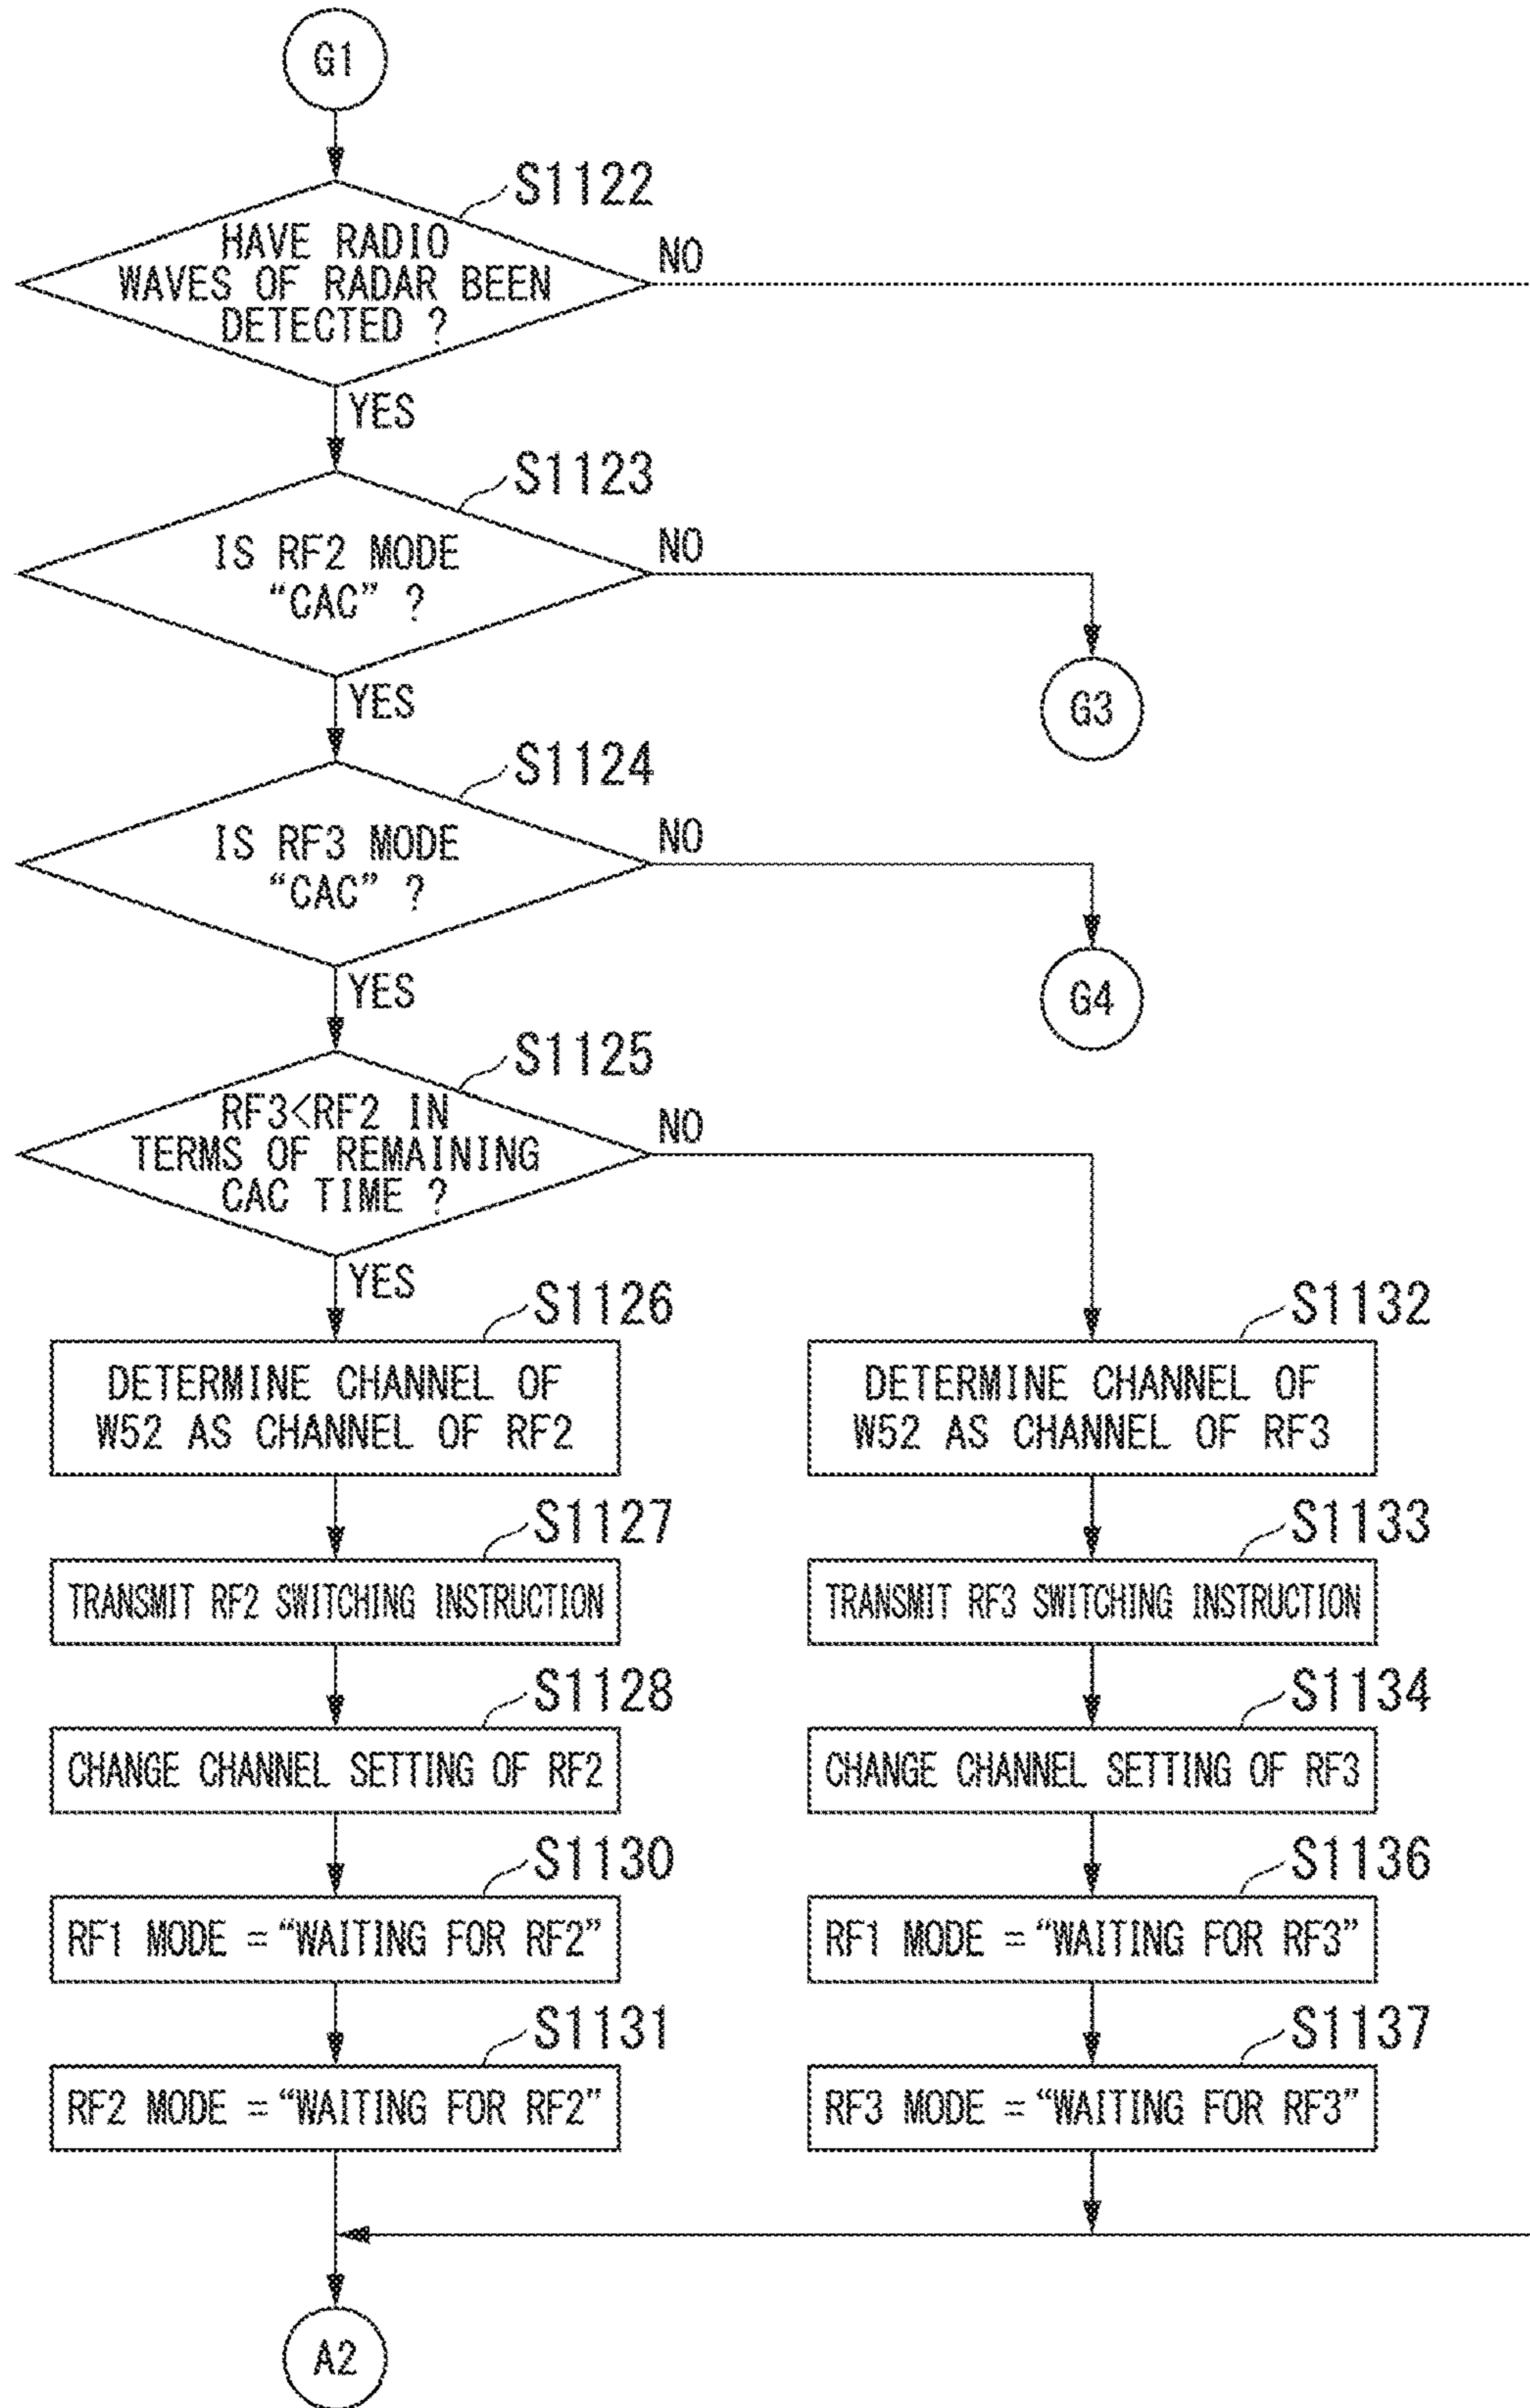 G1
S1122
HAVE RADIO
WAVES OF RADAR BEEN
DETECTED ?
NO
YES
S1123
IS RF2 MODE
“CAC” ?
NO
G3
YES
S1124
IS RF3 MODE
“CAC” ?
NO
G4
YES
S1125
RF3<RF2 IN
TERMS OF REMAINING
CAC TIME ?
NO
YES
S1126
DETERMINE CHANNEL OF
W52 AS CHANNEL OF RF2
S1127
TRANSMIT RF2 SWITCHING INSTRUCTION
S1128
CHANGE CHANNEL SETTING OF RF2
S1130
RF1 MODE =“WAITING FOR RF2”
S1131
RF2 MODE =“WAITING FOR RF2”
S1132
DETERMINE CHANNEL OF
W52 AS CHANNEL OF RF3
S1133
TRANSMIT RF3 SWITCHING INSTRUCTION
S1134
CHANGE CHANNEL SETTING OF RF3
S1136
RF1 MODE =“WAITING FOR RF3”
S1137
RF3 MODE =“WAITING FOR RF3”
A2